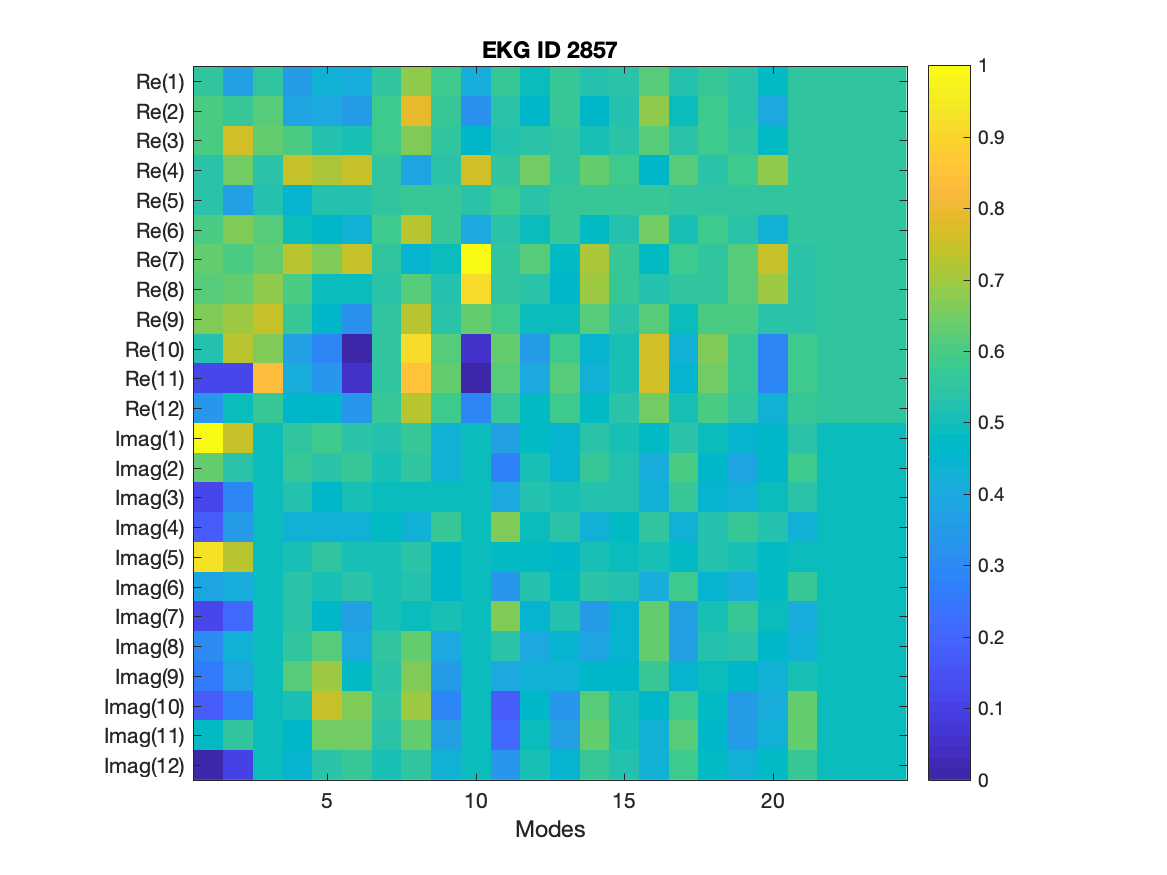 EKG ID 2857
Re(1)
Re(2)
Re(3)
Re(4)
Re(5)
Re(6)
Re(7)
Re(8)
Re(9)
Re(10)
Re(11)
Re(12)
Imag(1)
Imag(2)
Imag(3)
Imag(4)
Imag(5)
Imag(6)
Imag(7)
Imag(8)
Imag(9)
Imag(10)
Imag(11)
Imag(12)
5 10 15 20
Modes
1
0.9
0.8
0.7
0.6
0.5
0.4
0.3
0.2
0.1
0